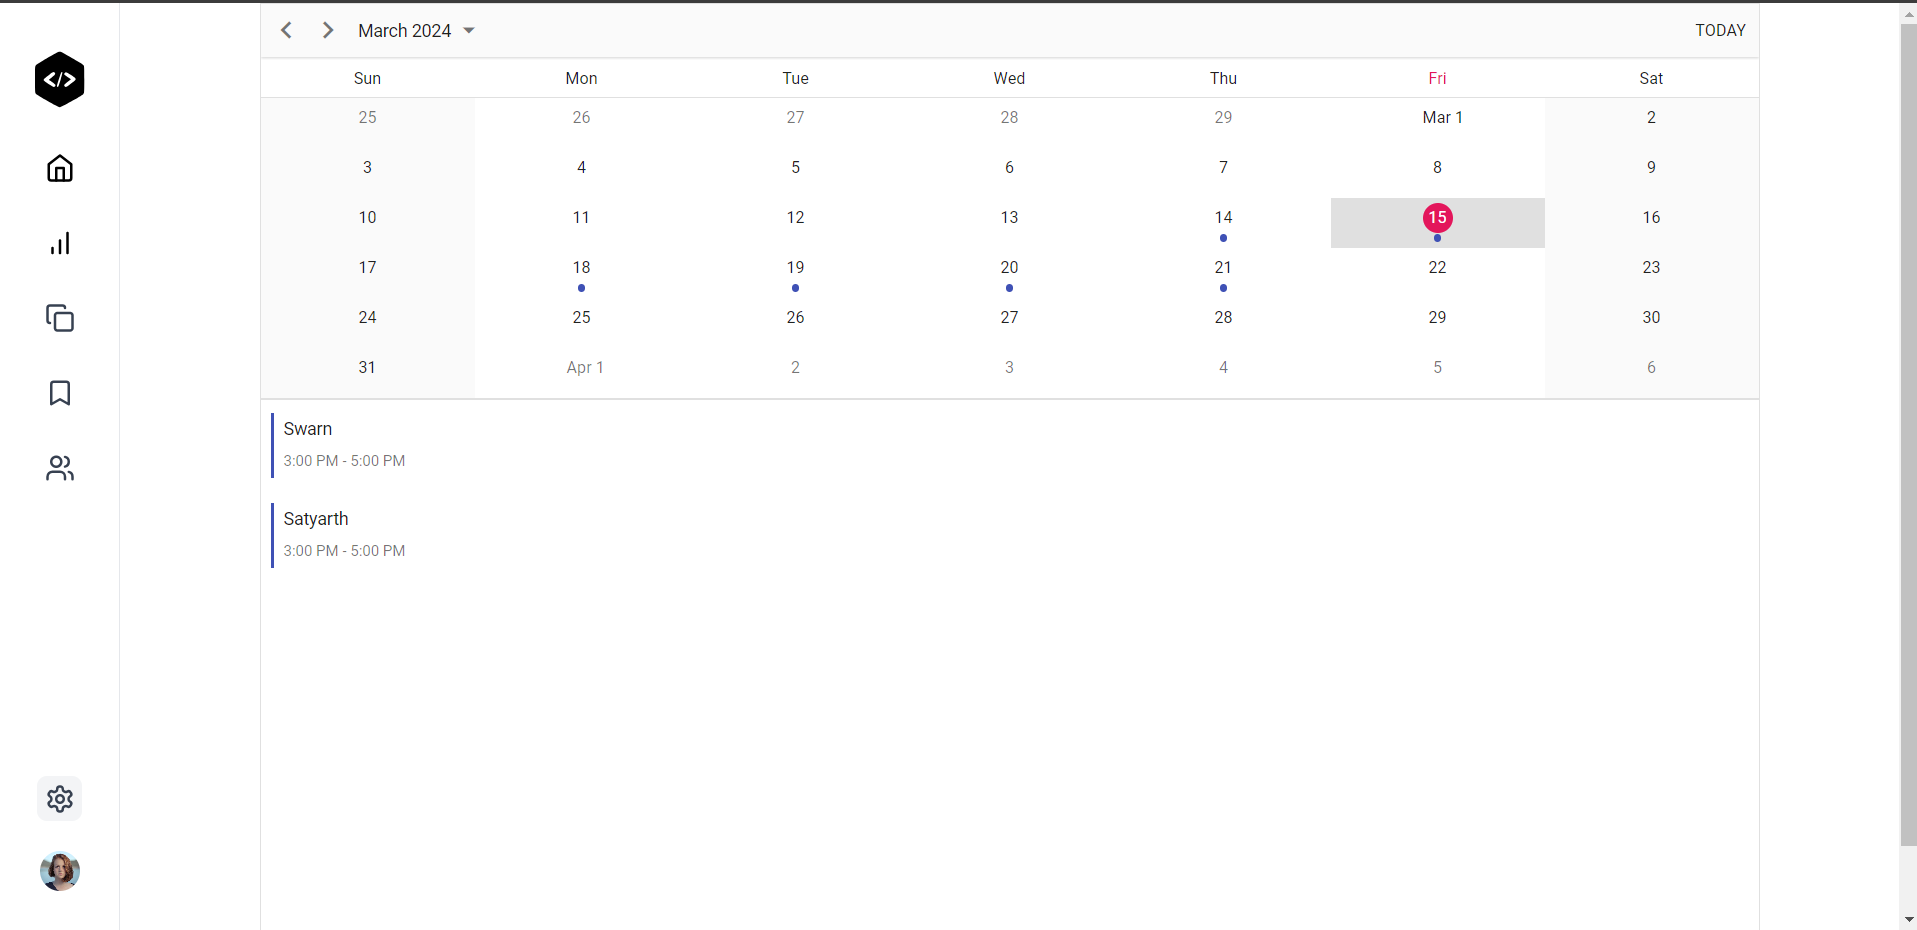 March 2024 TODAY
Sun Mon Tue Wed Thu Fri Sat
25 26 27 28 29 Mar 1 2
3 4 5 6 7 8 9
10 11 12 13 14 15 16
17 18 19 20 21 22 23
24 25 26 27 28 29 30
31 Apr 1 2 3 4 5 6
Swarn
3:00 PM - 5:00 PM
Satyarth
3:00 PM - 5:00 PM